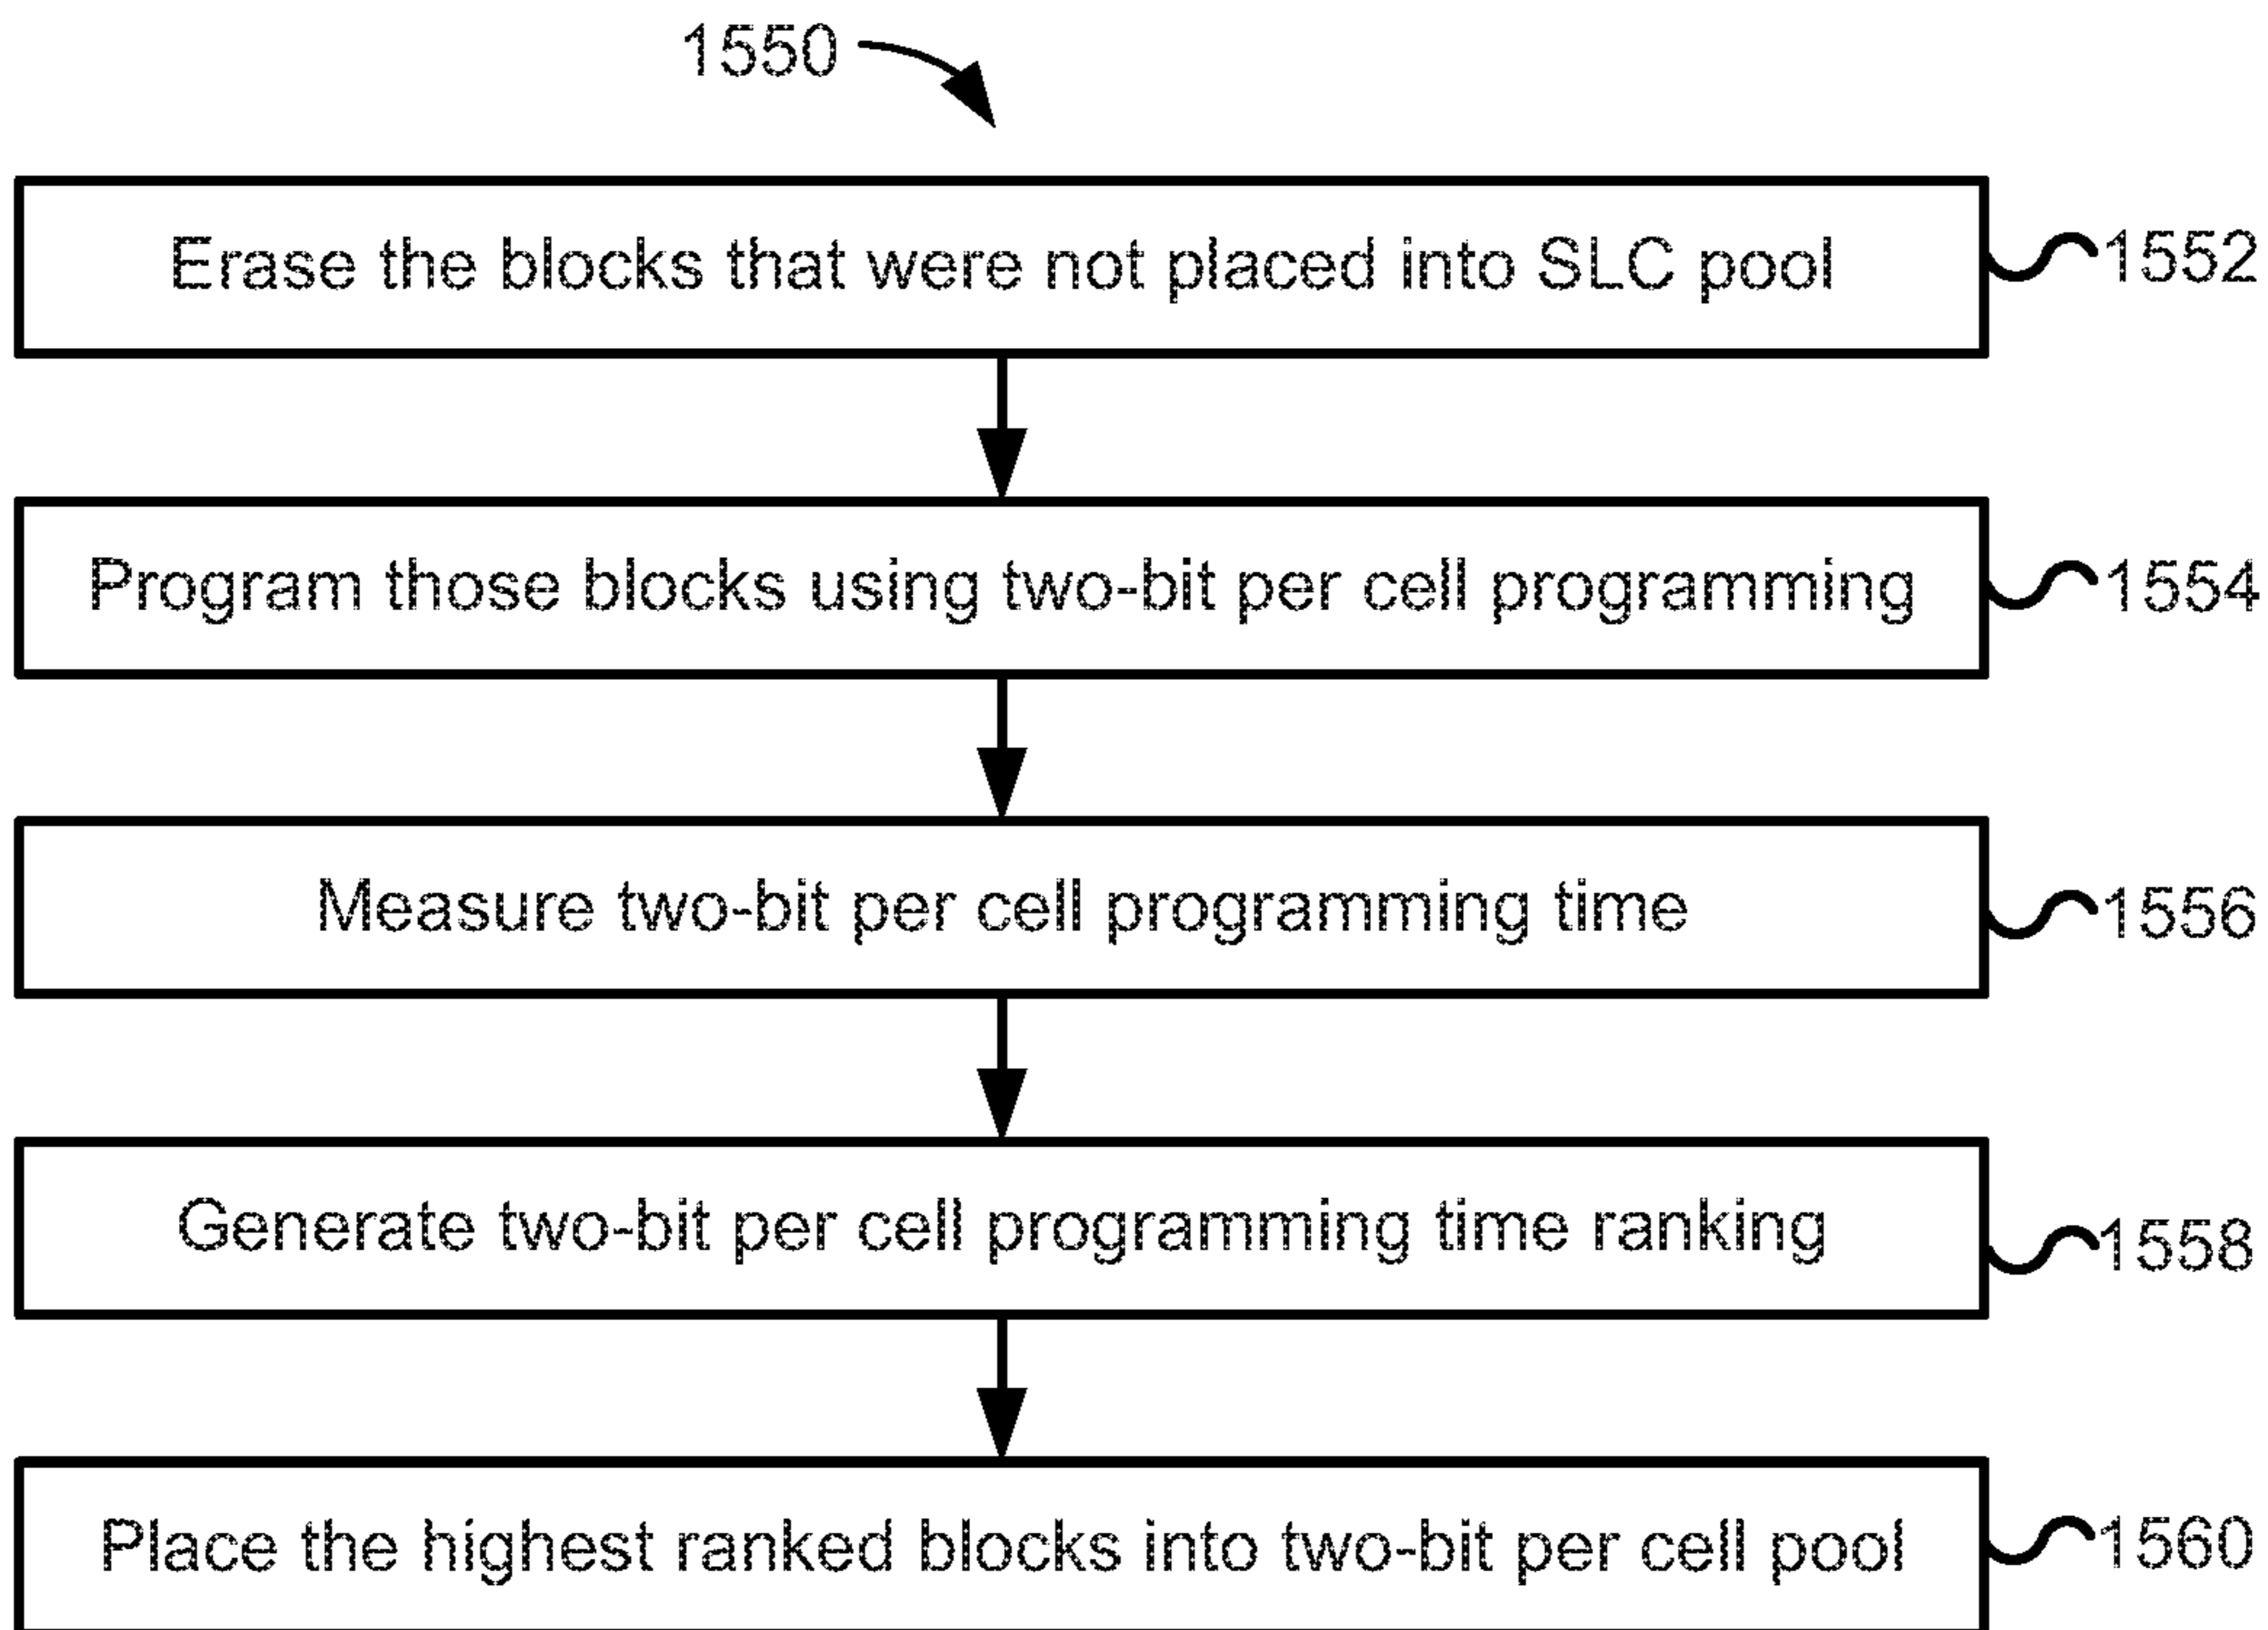 1550
Erase the blocks that were not placed into SLC pool
1552
Program those blocks using two-bit per cell programming
1554
Measure two-bit per cell programming time
1556
Generate two-bit per cell programming time ranking
1558
Place the highest ranked blocks into two-bit per cell pool
1560